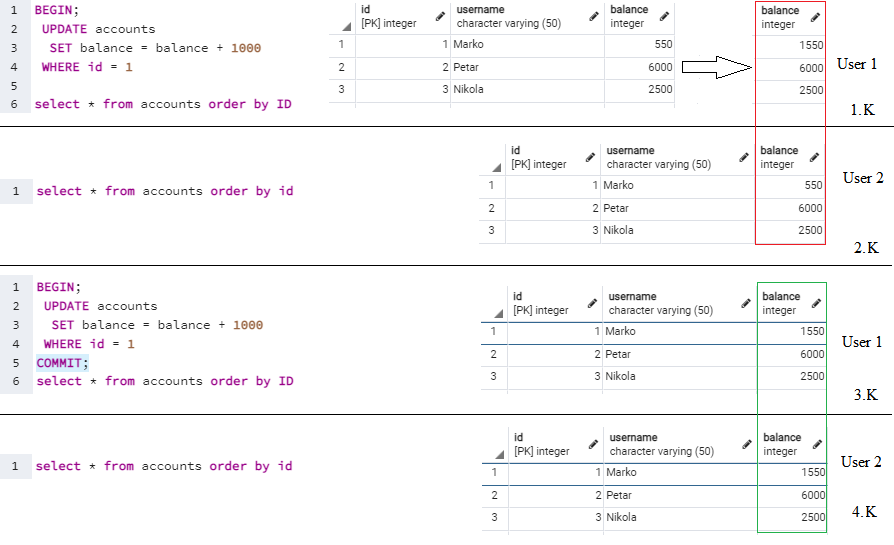 1 BEGIN;
2 UPDATE accounts
3 SET balance = balance + 1000
4 WHERE id = 1
5
6 select * from accounts order by ID
id username balance
[PK] integer character varying (50) integer
1 1 Marko 550
2 2 Petar 6000
3 3 Nikola 2500
balance
integer
1550
6000
2500
User 1
1.K
1 select * from accounts order by id
id username balance
[PK] integer character varying (50) integer
1 1 Marko 550
2 2 Petar 6000
3 3 Nikola 2500
User 2
2.K
1 BEGIN;
2 UPDATE accounts
3 SET balance = balance + 1000
4 WHERE id = 1
5 COMMIT;
6 select * from accounts order by ID
id username balance
[PK] integer character varying (50) integer
1 1 Marko 1550
2 2 Petar 6000
3 3 Nikola 2500
User 1
3.K
1 select * from accounts order by id
id username balance
[PK] integer character varying (50) integer
1 1 Marko 1550
2 2 Petar 6000
3 3 Nikola 2500
User 2
4.K